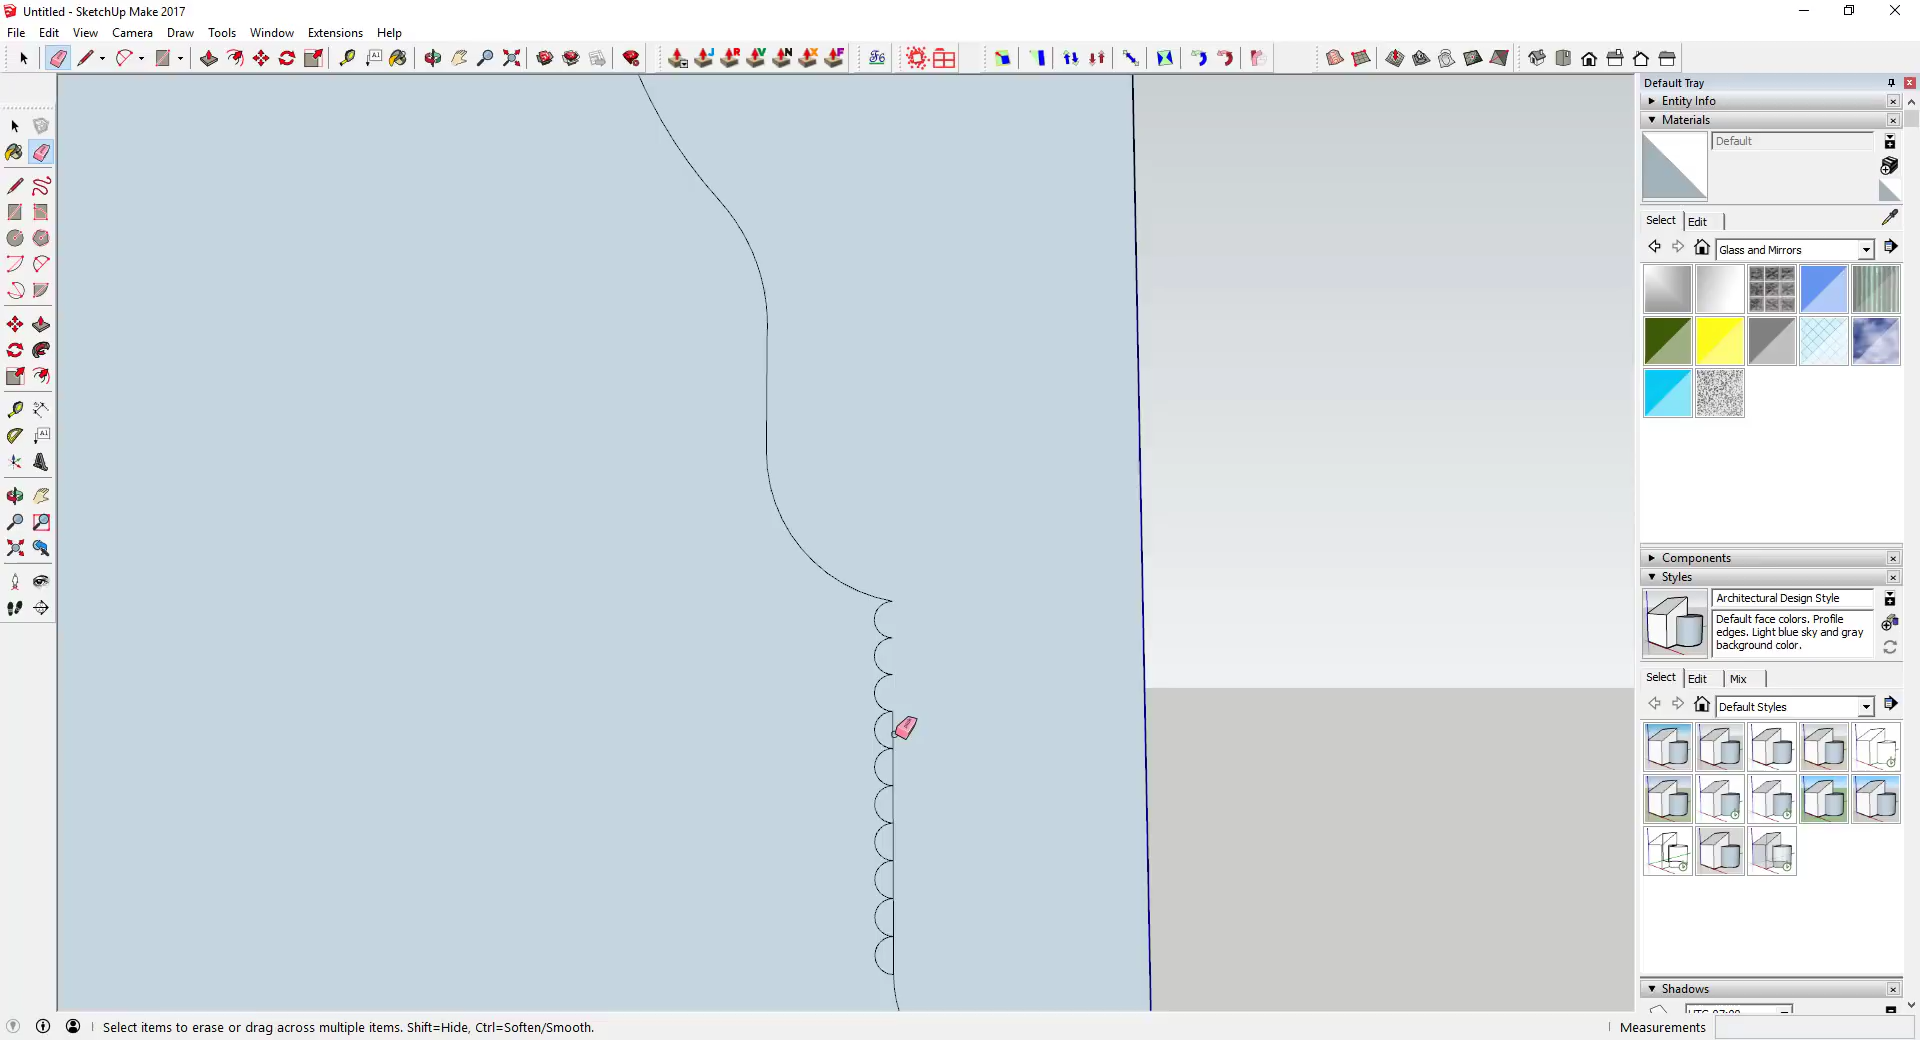 Untitled - SketchUp Make 2017
File Edit View Camera Draw Tools Window Extensions Help
Default Tray
Entity Info
Materials
Default
Select Edit
Glass and Mirrors
Components
Styles
Architectural Design Style
Default face colors. Profile
edges. Light blue sky and gray
background color.
Select Edit Mix
Default Styles
Shadows
UTC-07:00
Select items to erase or drag across multiple items. Shift=Hide, Ctrl=Soften/Smooth.
Measurements